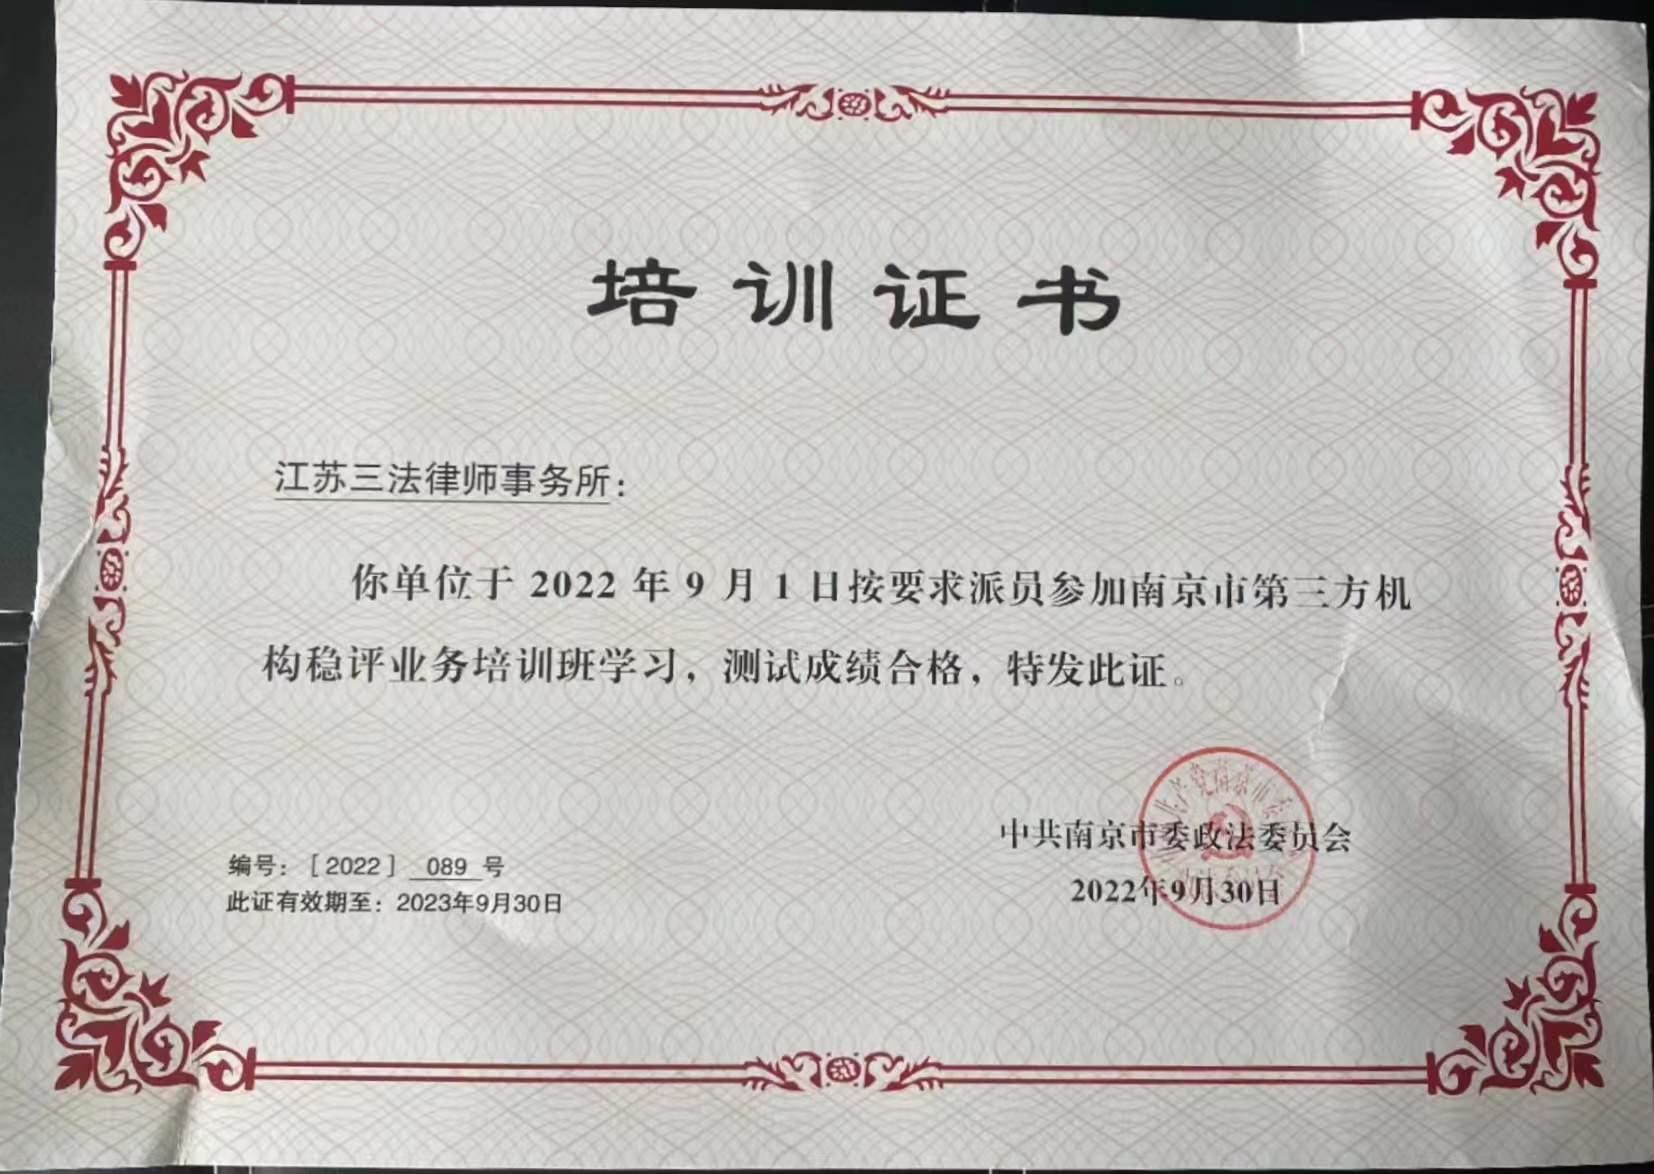 培训证书
江苏三法律师事务所：
你单位于 2022 年 9 月 1 日按要求派员参加南京市第三方机
构稳评业务培训班学习，测试成绩合格，特发此证。
中共南京市委政法委员会
2022年9月30日
编号：［2022］ 089 号
此证有效期至：2023年9月30日